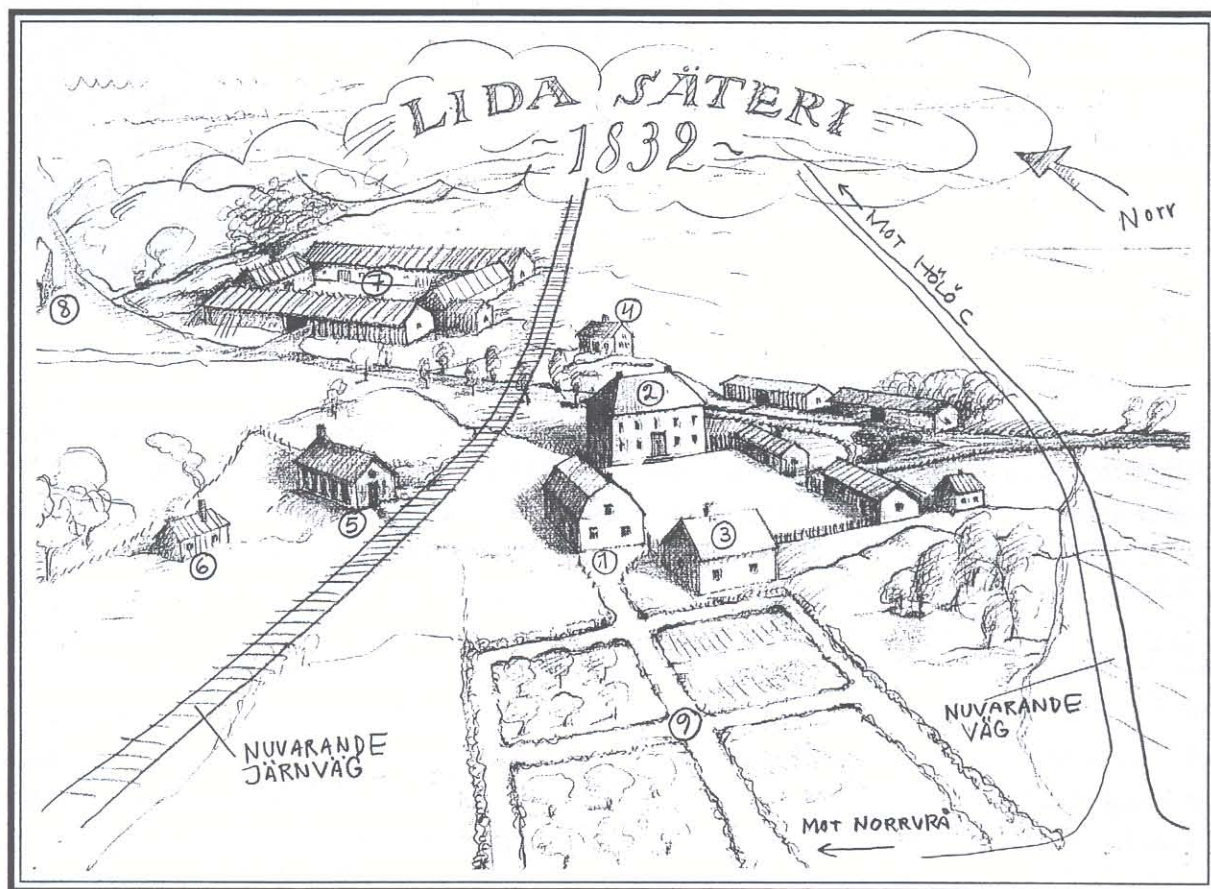 LIDA SÄTERI
~1832~
Norr
MOT HÖLÖ C
7
8
4
2
5
6
1
3
9
NUVARANDE
JÄRNVÄG
NUVARANDE
VÄG
MOT NORRVRÅ